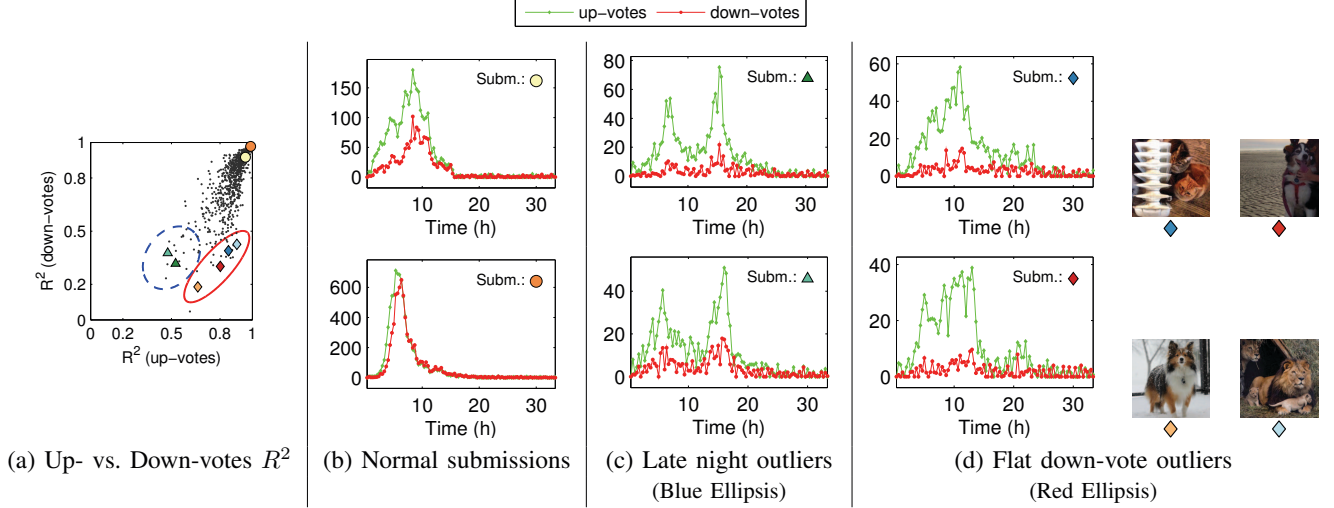 up-votes down-votes
R² (down-votes)
1
0.8
0.5
0.2
0
0 0.2 0.5 0.8 1
R² (up-votes)
(a) Up- vs. Down-votes R²
Subm.:
150
100
50
0
10 20 30
Time (h)
Subm.:
600
400
200
0
10 20 30
Time (h)
(b) Normal submissions
Subm.:
80
60
40
20
0
10 20 30
Time (h)
Subm.:
60
40
20
0
10 20 30
Time (h)
(c) Late night outliers
(Blue Ellipsis)
Subm.:
60
40
20
0
10 20 30
Time (h)
Subm.:
40
20
0
10 20 30
Time (h)
(d) Flat down-vote outliers
(Red Ellipsis)